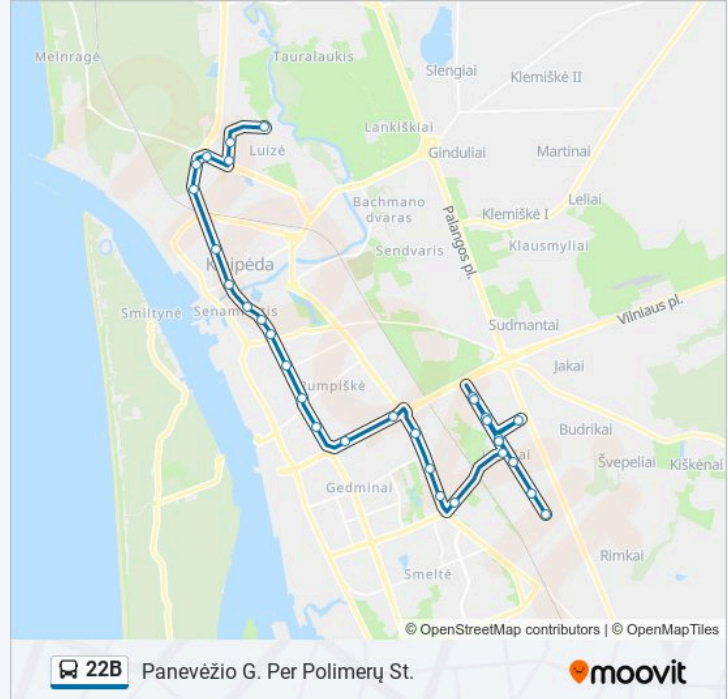 Melnragė
Tauralaukis
Slengiai
Klemiškė II
Lankiškiai
Luizė
Ginduliai
Martinai
Bachmano
dvaras
Leliai
Palangos pl.
Klemiškė I
Sendvaris
Klausmyliai
Vilniaus pl.
Smiltynė
Sudmantai
Jakai
Budrikai
Švepeliai
Kiškėnai
Gedminai
Rimkai
Smeltė
© OpenStreetMap contributors | © OpenMapTiles
22B
Panevėžio G. Per Polimerų St.
moovit